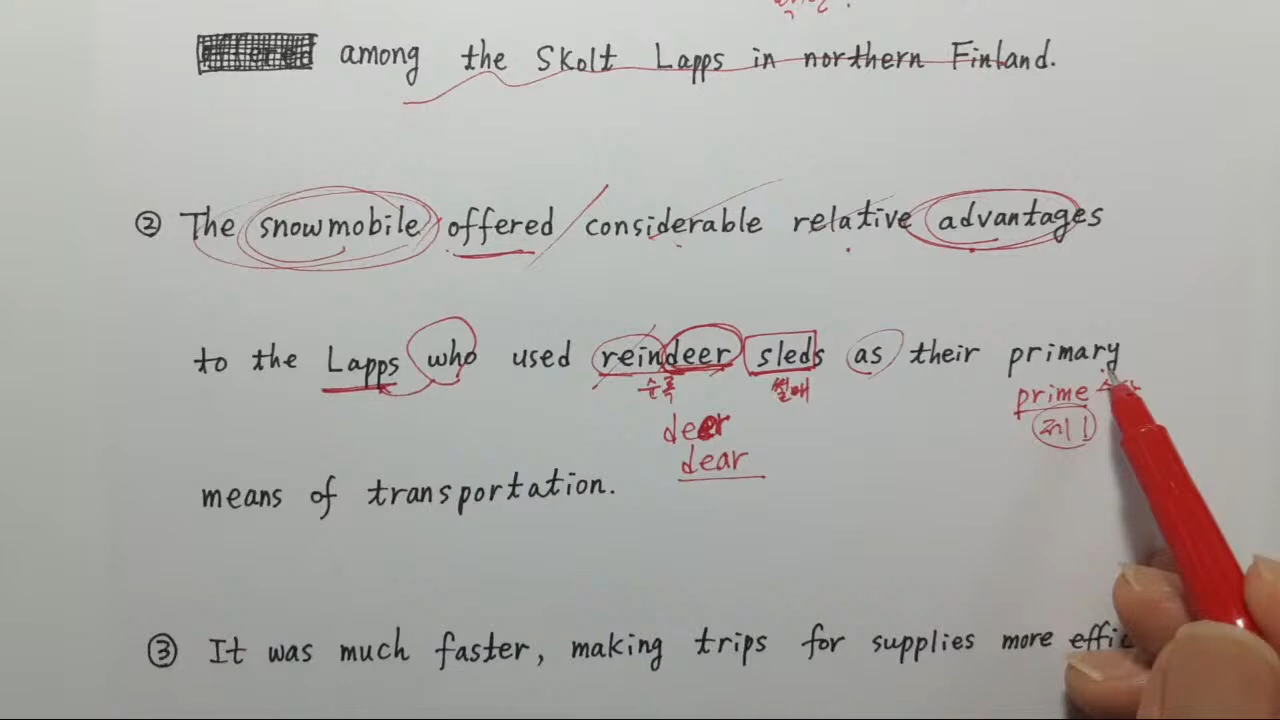 among the Skolt Lapps in northern Finland.
② The snowmobile offered considerable relative advantages
to the Lapps who used reindeer sleds as their primary
순록 썰매 prime
deer
제1
dear
means of transportation.
③ It was much faster, making trips for supplies more